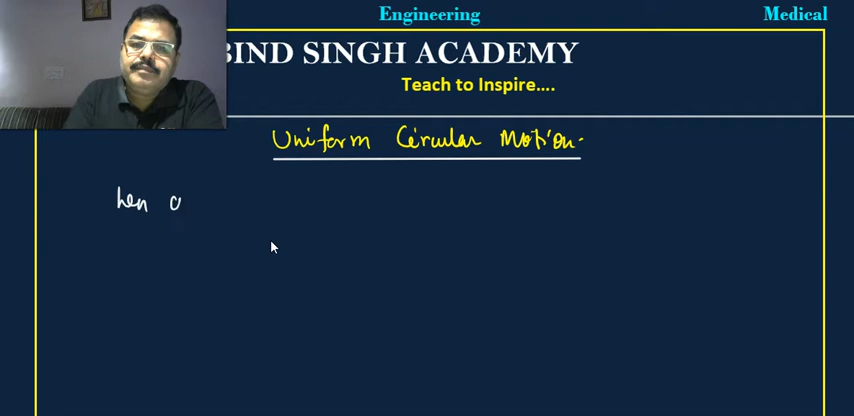 Engineering Medical
BIND SINGH ACADEMY
Teach to Inspire....
Uniform Circular Motion.
hen a